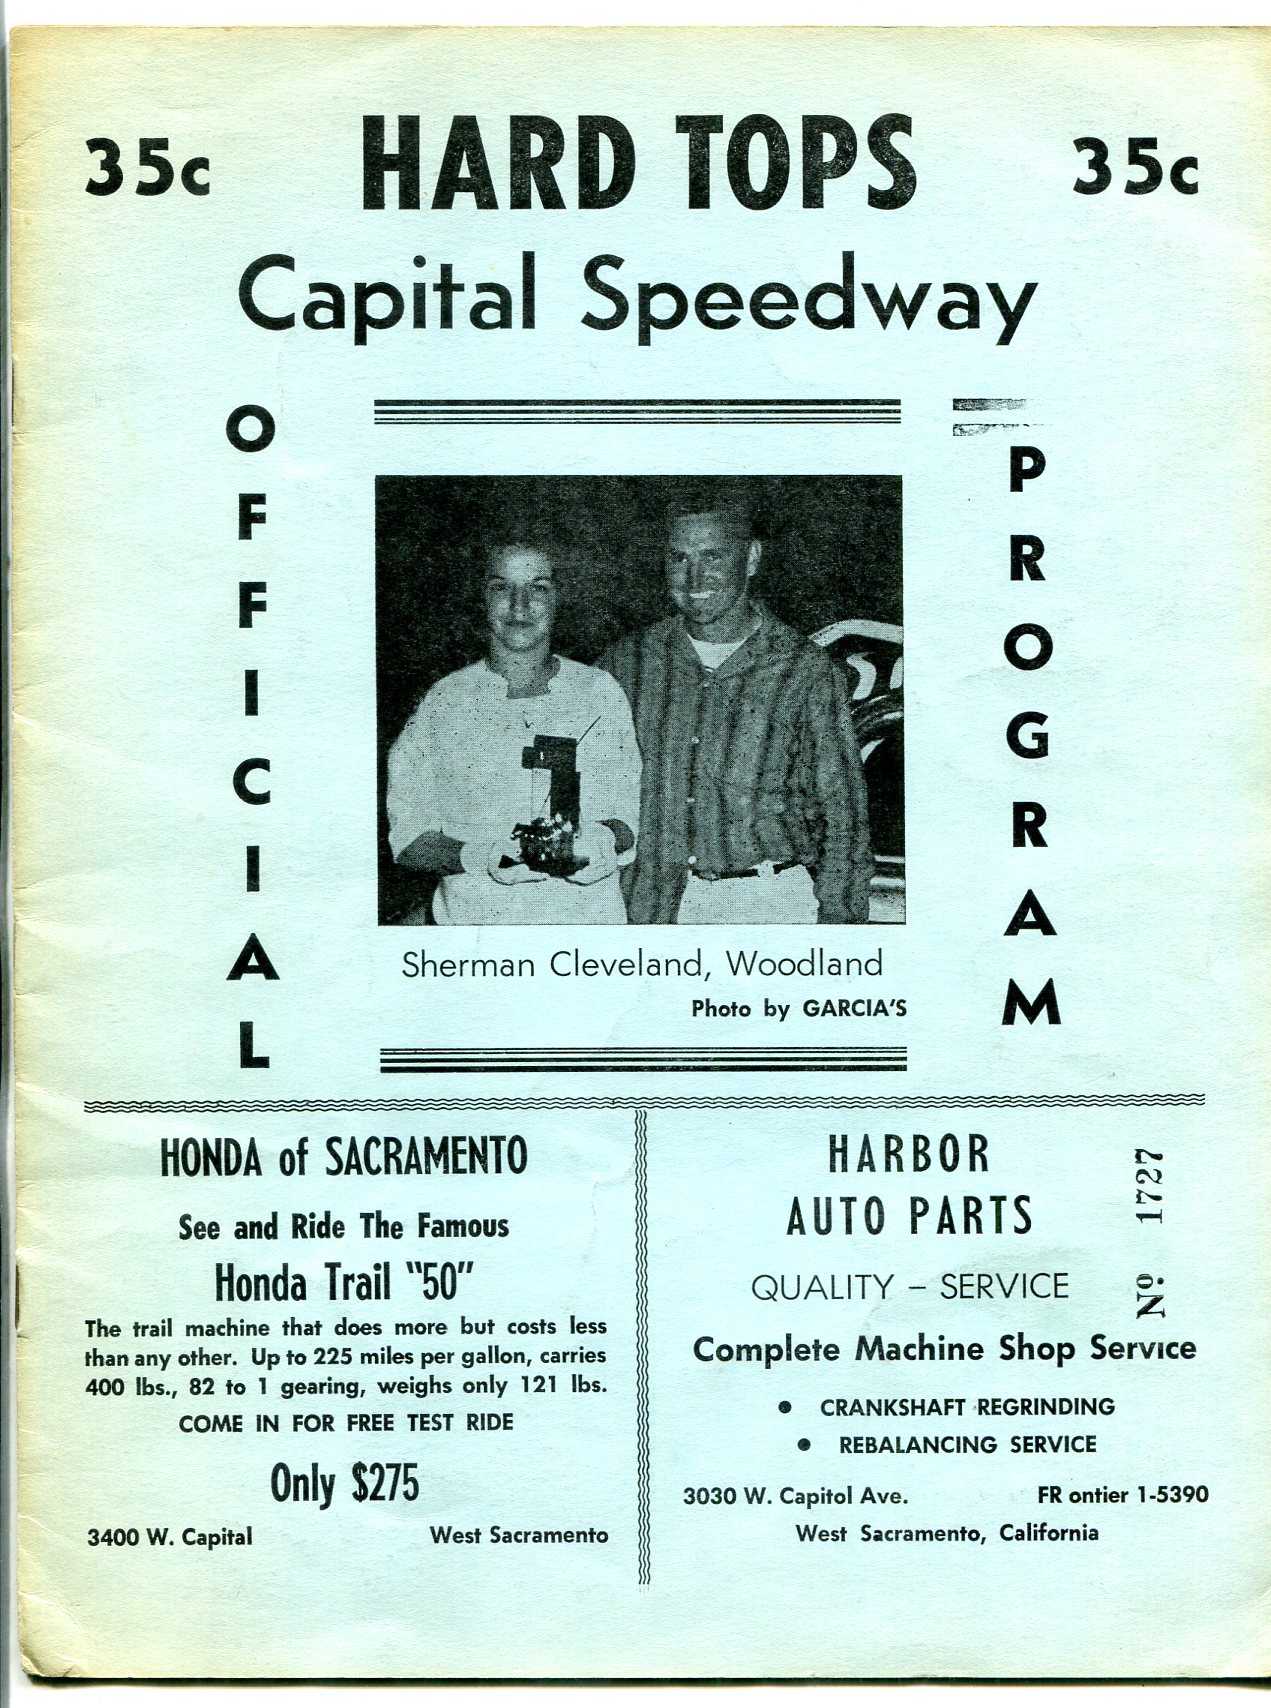 35c HARD TOPS 35c
Capital Speedway
OFFICIAL
PROGRAM
Sherman Cleveland, Woodland
Photo by GARCIA'S
HONDA of SACRAMENTO
See and Ride The Famous
Honda Trail "50"
The trail machine that does more but costs less
than any other. Up to 225 miles per gallon, carries
400 lbs., 82 to 1 gearing, weighs only 121 lbs.
COME IN FOR FREE TEST RIDE
Only $275
3400 W. Capital West Sacramento
HARBOR
AUTO PARTS
QUALITY – SERVICE
Complete Machine Shop Service
• CRANKSHAFT REGRINDING
• REBALANCING SERVICE
3030 W. Capitol Ave. FR ontier 1-5390
West Sacramento, California
Nº. 1727